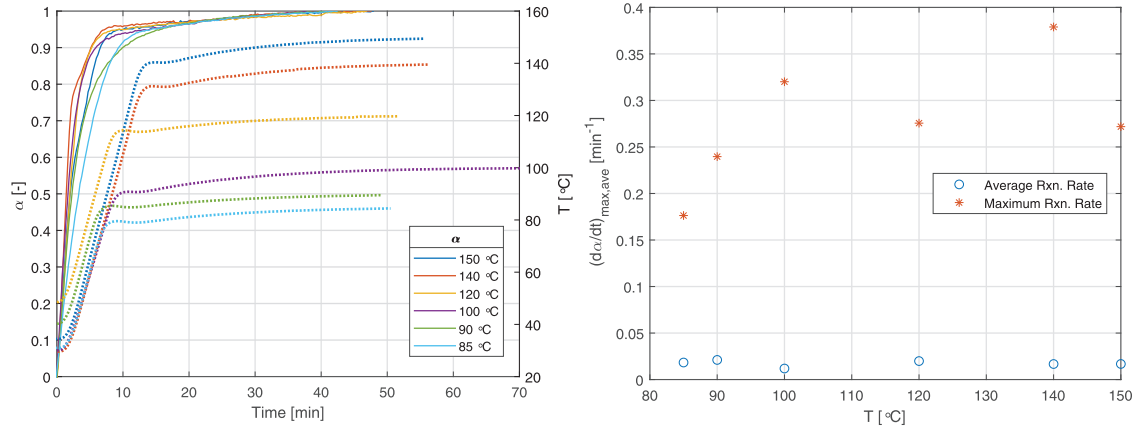 1
0.9
0.8
0.7
0.6
0.5
0.4
0.3
0.2
0.1
0
α [-]
160
140
120
100
80
60
40
20
T [ °C]
0 10 20 30 40 50 60 70
Time [min]
α
150 °C
140 °C
120 °C
100 °C
90 °C
85 °C
0.4
0.35
0.3
0.25
0.2
0.15
0.1
0.05
0
(dα/dt)max,ave [min-1]
Average Rxn. Rate
Maximum Rxn. Rate
80 90 100 110 120 130 140 150
T [ °C]